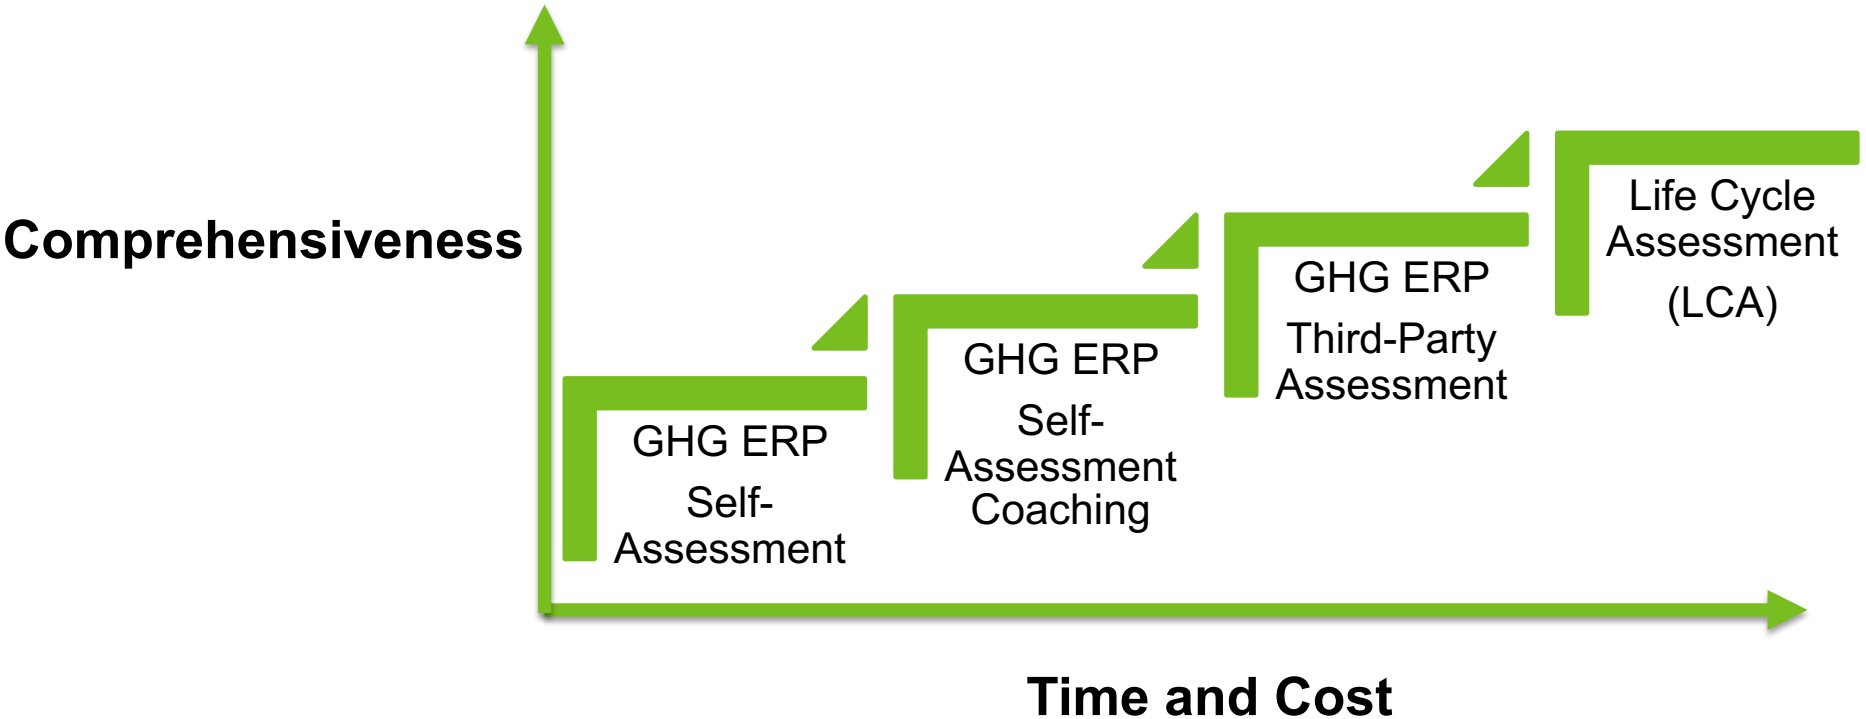 Comprehensiveness
GHG ERP
Self-
Assessment
GHG ERP
Self-
Assessment
Coaching
GHG ERP
Third-Party
Assessment
Life Cycle
Assessment
(LCA)
Time and Cost